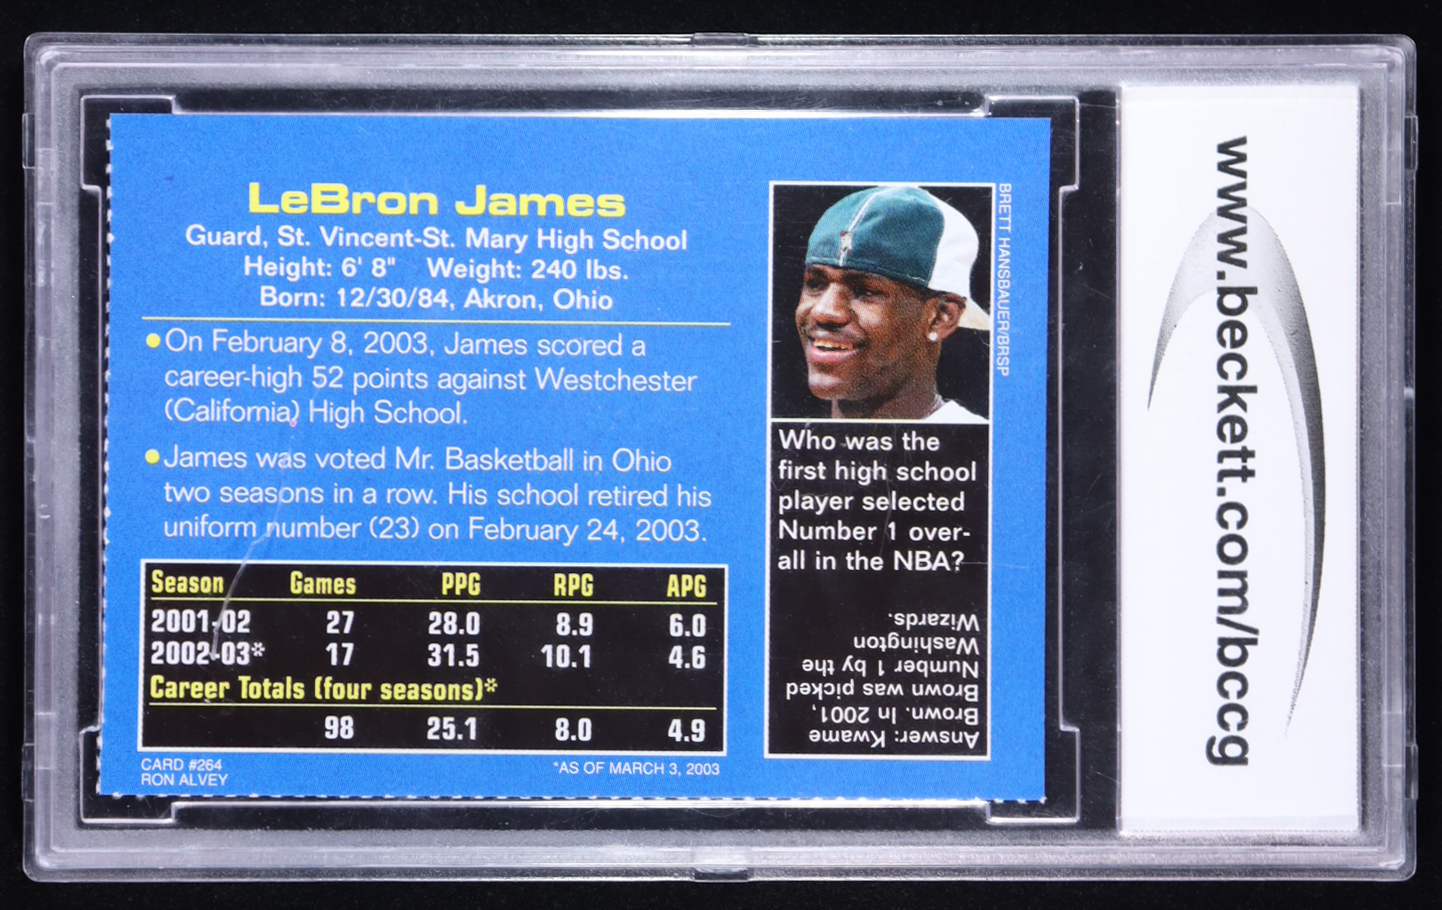 LeBron James
Guard, St. Vincent-St. Mary High School
Height: 6' 8" Weight: 240 lbs.
Born: 12/30/84, Akron, Ohio
• On February 8, 2003, James scored a
career-high 52 points against Westchester
(California) High School.
• James was voted Mr. Basketball in Ohio
two seasons in a row. His school retired his
uniform number (23) on February 24, 2003.
Season Games PPG RPG APG
2001-02 27 28.0 8.9 6.0
2002-03* 17 31.5 10.1 4.6
Career Totals (four seasons)*
98 25.1 8.0 4.9
CARD #264
RON ALVEY
*AS OF MARCH 3, 2003
BRETT HANSBAUER/BRSP
Who was the
first high school
player selected
Number 1 over-
all in the NBA?
Answer: Kwame
Brown. In 2001,
Brown was picked
Number 1 by the
Washington
Wizards.
www.beckett.com/bccg